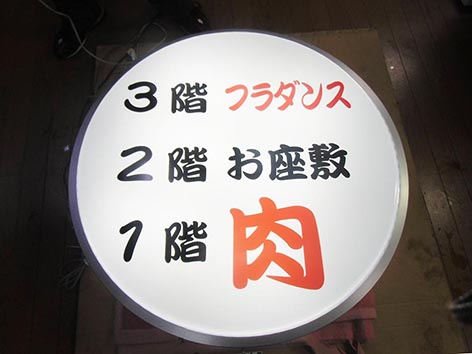 3階 フラダンス
2階 お座敷
1階 肉